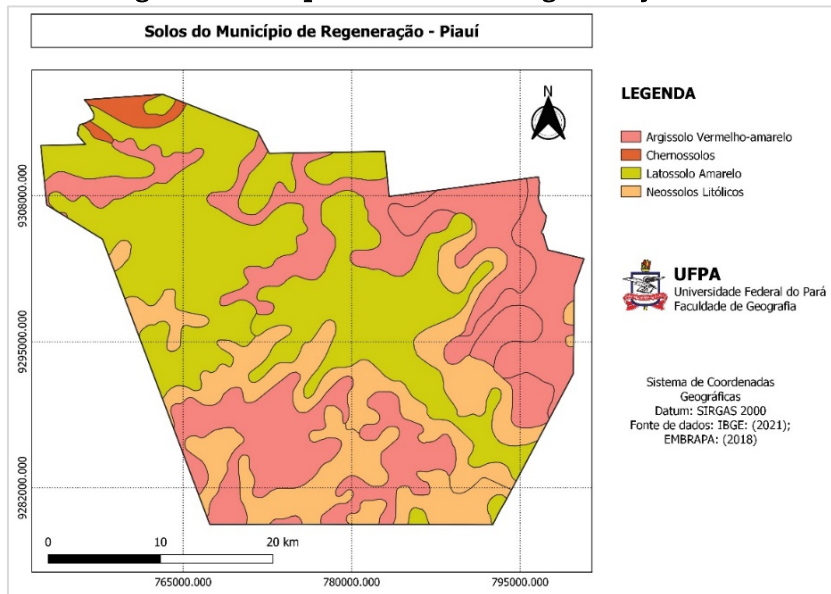 Solos do Município de Regeneração - Piauí
N
LEGENDA
Argissolo Vermelho-amarelo
Chernossolos
Latossolo Amarelo
Neossolos Litólicos
UFPA
Universidade Federal do Pará
Faculdade de Geografia
Sistema de Coordenadas
Geográficas
Datum: SIRGAS 2000
Fonte de dados: IBGE: (2021);
EMBRAPA: (2018)
9308000.000
9295000.000
9282000.000
0 10 20 km
765000.000 780000.000 795000.000